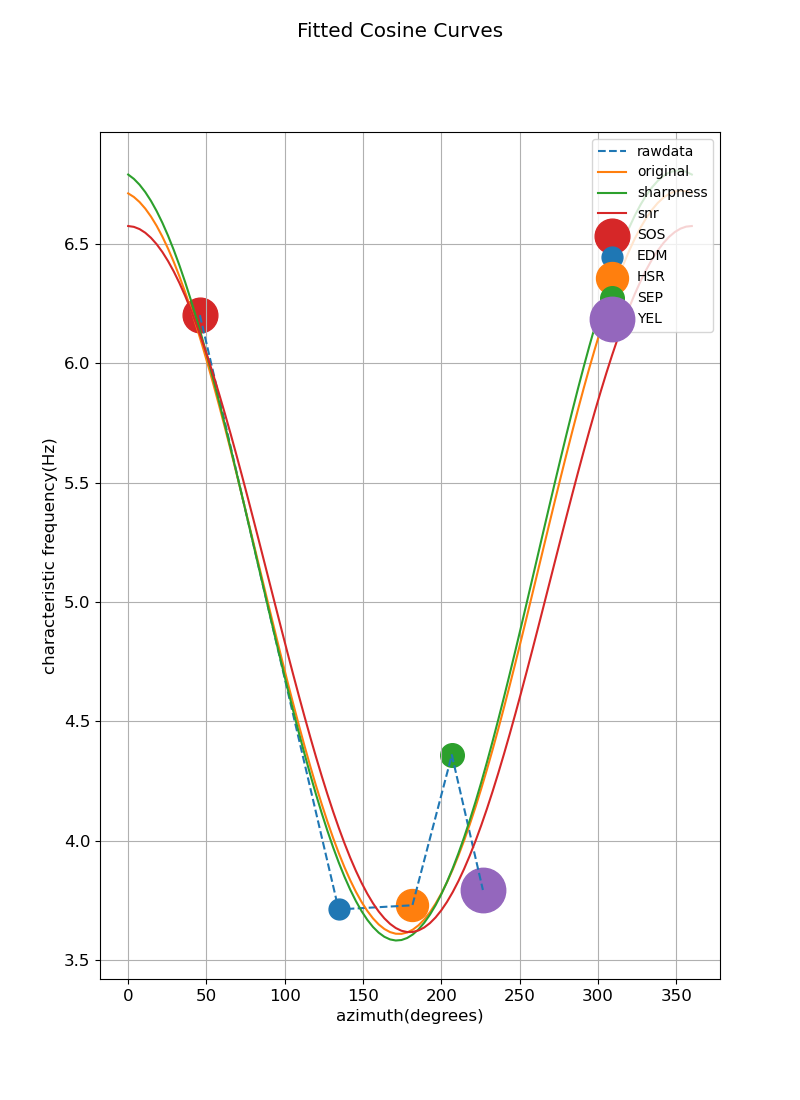 Fitted Cosine Curves
rawdata
original
sharpness
snr
SOS
EDM
HSR
SEP
YEL
characteristic frequency(Hz)
6.5
6.0
5.5
5.0
4.5
4.0
3.5
0 50 100 150 200 250 300 350
azimuth(degrees)